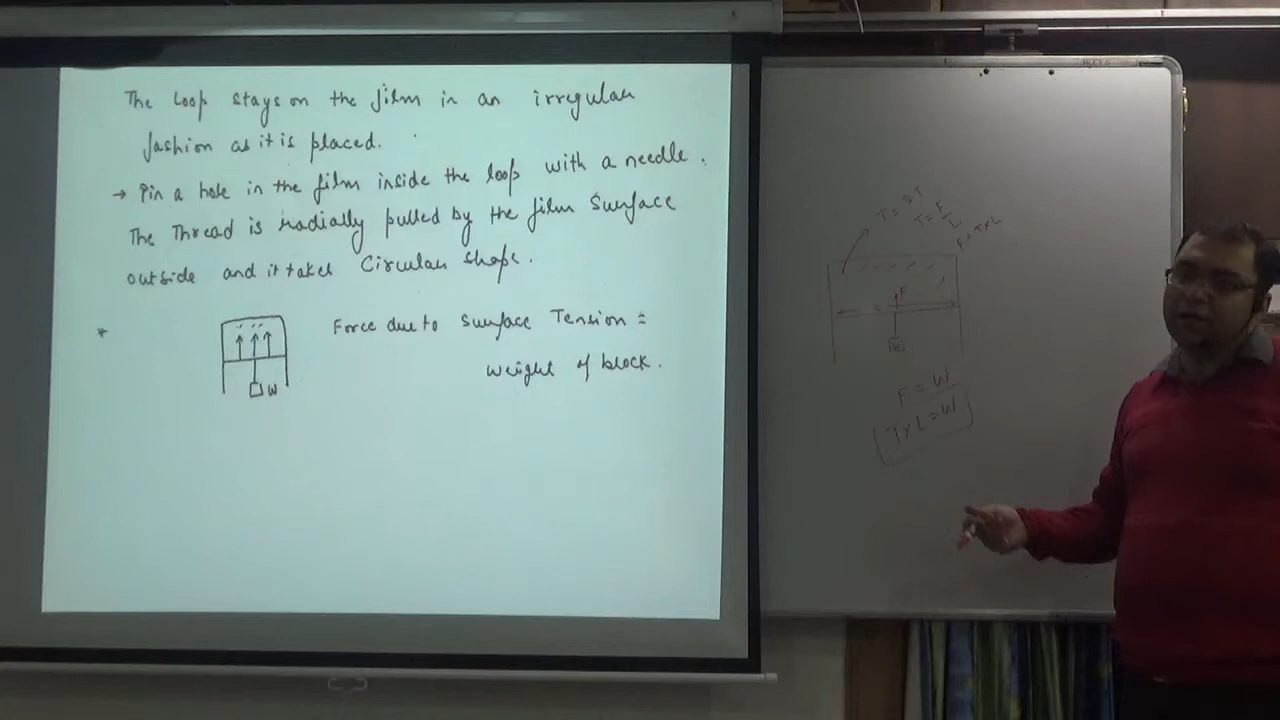 The Loop stays on the film in an irregular
fashion as it is placed.
→ Pin a hole in the film inside the loop with a needle.
The Thread is radially pulled by the film surface
outside and it takes Circular shape.
* Force due to Surface Tension =
weight of block.
W
T = F/L
F = T×L
F
W
F = W
T × L = W